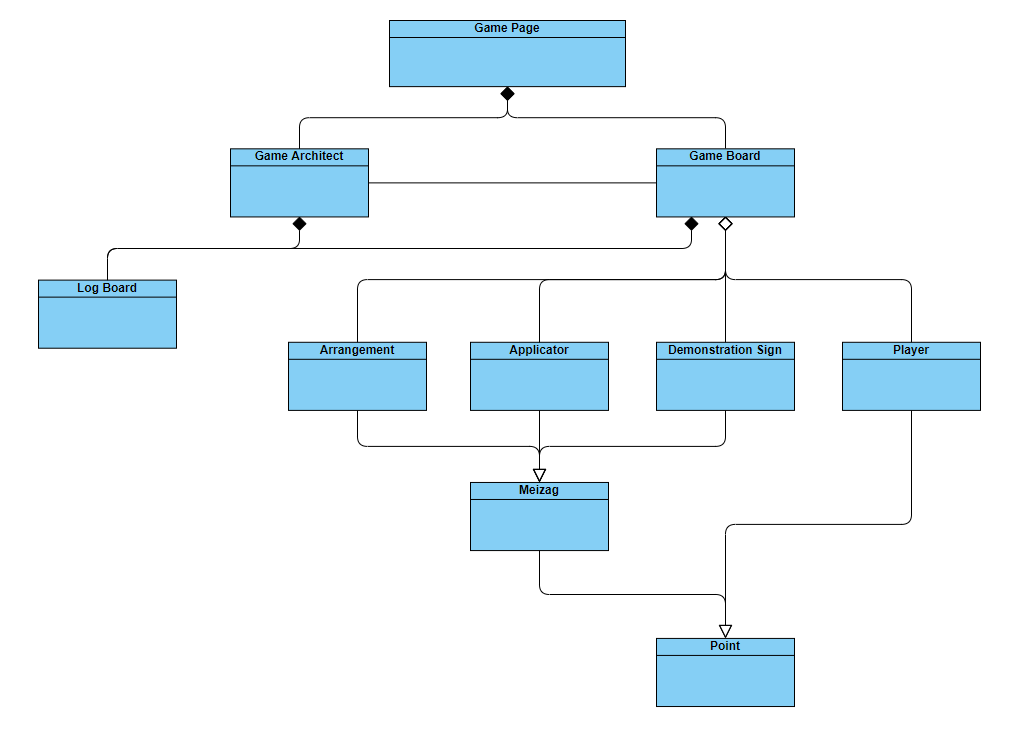 Game Page
Game Architect
Game Board
Log Board
Arrangement
Applicator
Demonstration Sign
Player
Meizag
Point